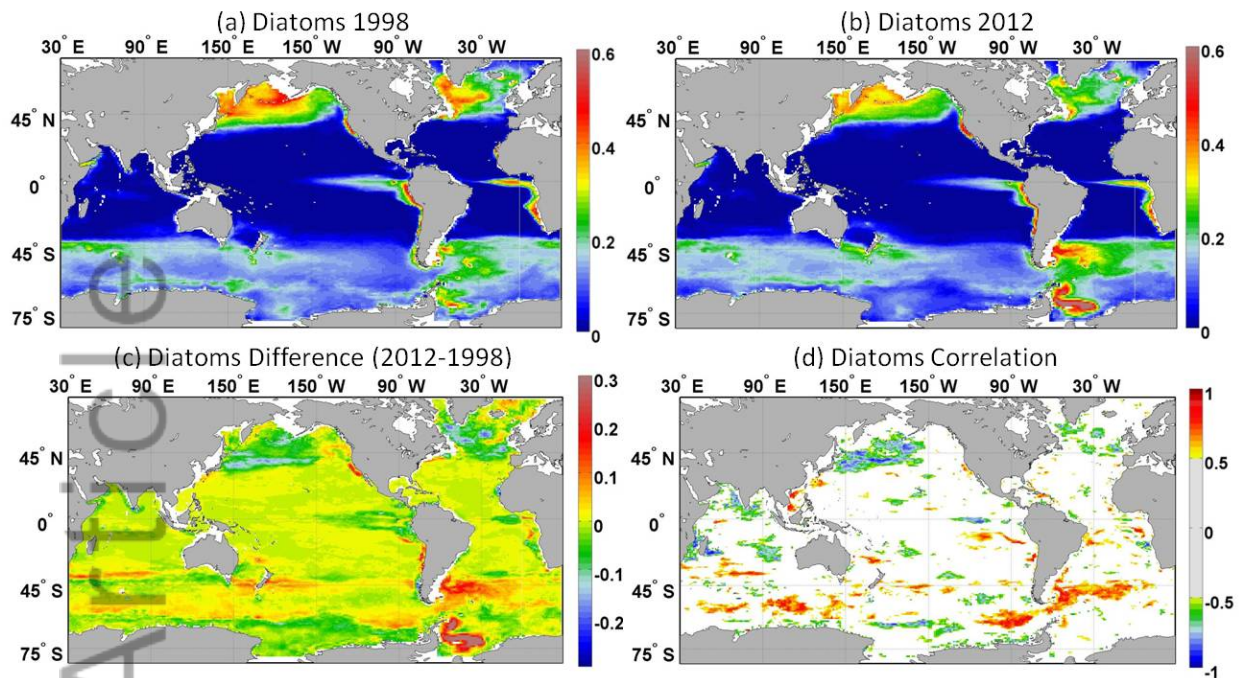 (a) Diatoms 1998
30° E 90° E 150° E 150° W 90° W 30° W
45° N
0°
45° S
75° S
0.6
0.4
0.2
0
(b) Diatoms 2012
30° E 90° E 150° E 150° W 90° W 30° W
45° N
0°
45° S
75° S
0.6
0.4
0.2
0
(c) Diatoms Difference (2012-1998)
30° E 90° E 150° E 150° W 90° W 30° W
45° N
0°
45° S
75° S
0.3
0.2
0.1
0
-0.1
-0.2
(d) Diatoms Correlation
30° E 90° E 150° E 150° W 90° W 30° W
45° N
0°
45° S
75° S
1
0.5
0
-0.5
-1
Article